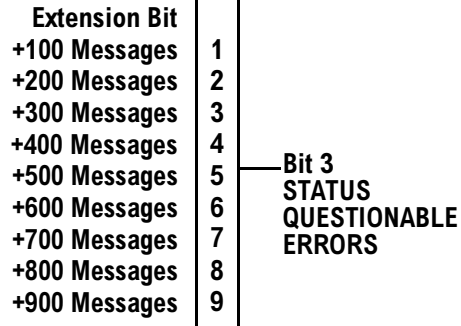 Extension Bit
+100 Messages 1
+200 Messages 2
+300 Messages 3
+400 Messages 4
+500 Messages 5
+600 Messages 6
+700 Messages 7
+800 Messages 8
+900 Messages 9
Bit 3
STATUS
QUESTIONABLE
ERRORS